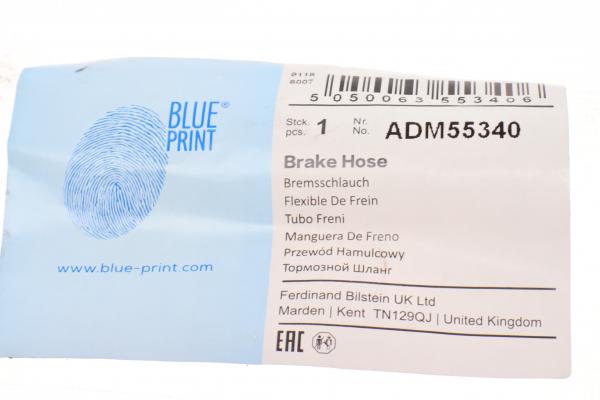 BLUE®
PRINT
www.blue-print.com
0118
8007
5 050063 553406
Stck. pcs. 1 Nr. No. ADM55340
Brake Hose
Bremsschlauch
Flexible De Frein
Tubo Freni
Manguera De Freno
Przewód Hamulcowy
Тормозной Шланг
Ferdinand Bilstein UK Ltd
Marden | Kent TN129QJ | United Kingdom
EAC